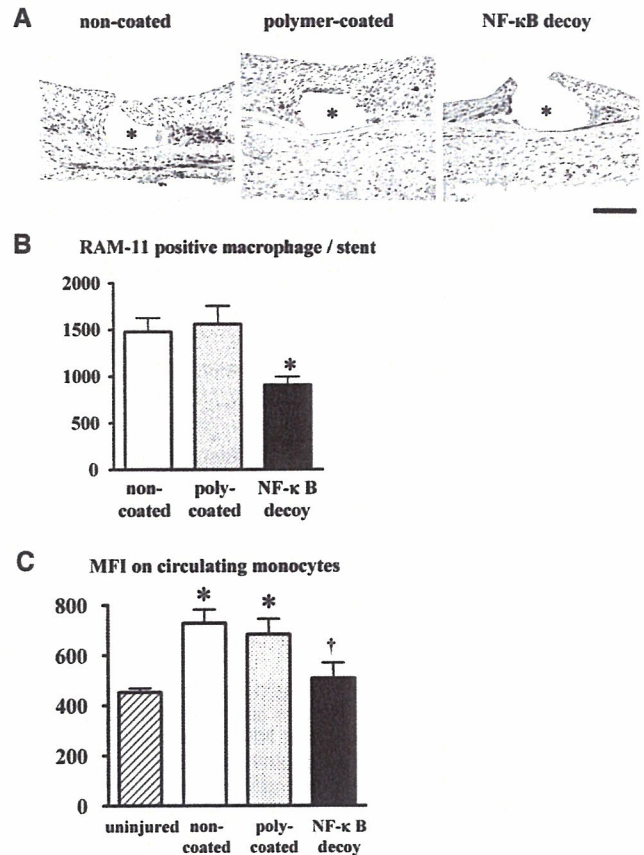 A
non-coated polymer-coated NF-κB decoy
* * *
B
RAM-11 positive macrophage / stent
2000
1500
1000
500
0
*
non-coated poly-coated NF-κ B decoy
C
MFI on circulating monocytes
800
600
400
200
0
* * †
uninjured non-coated poly-coated NF-κ B decoy